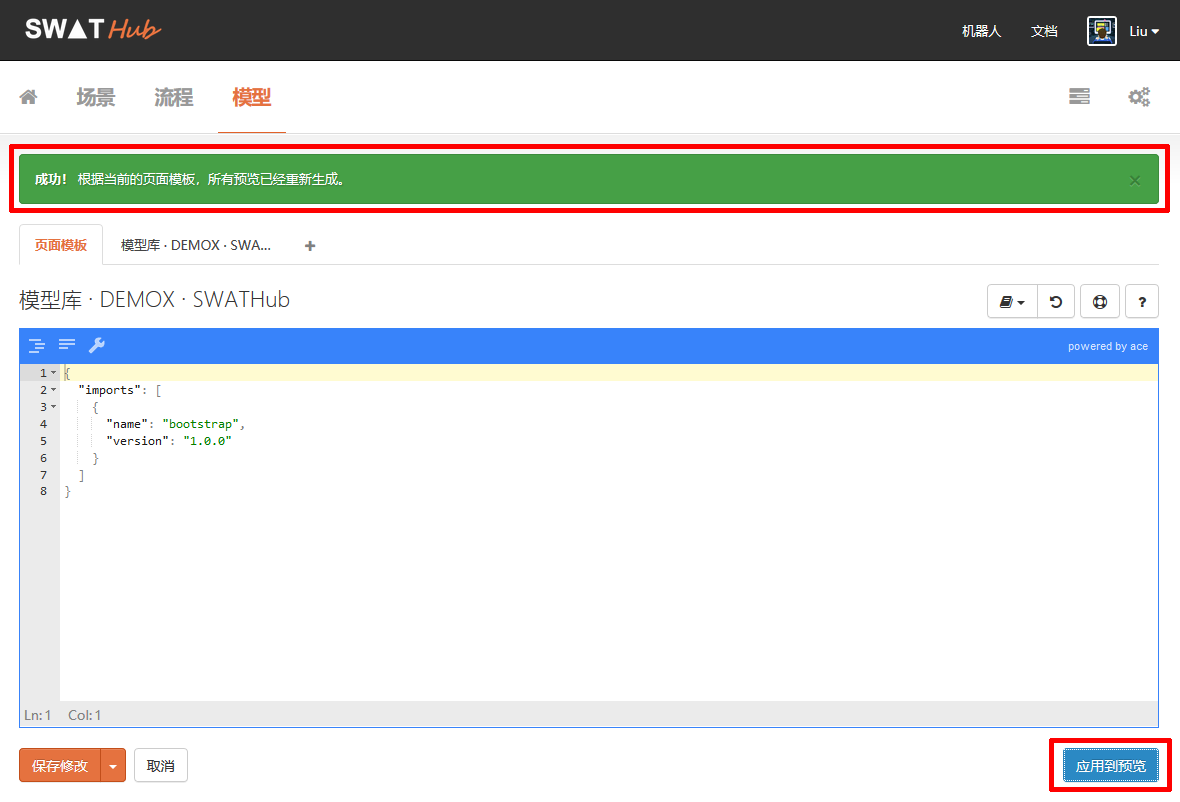 SWAT Hub
机器人 文档 Liu
场景 流程 模型
成功！ 根据当前的页面模板，所有预览已经重新生成。 ×
页面模板 模型库 · DEMOX · SWA... +
模型库 · DEMOX · SWATHub ?
powered by ace
1 {
2 "imports": [
3 {
4 "name": "bootstrap",
5 "version": "1.0.0"
6 }
7 ]
8 }
Ln: 1 Col: 1
保存修改 取消 应用到预览